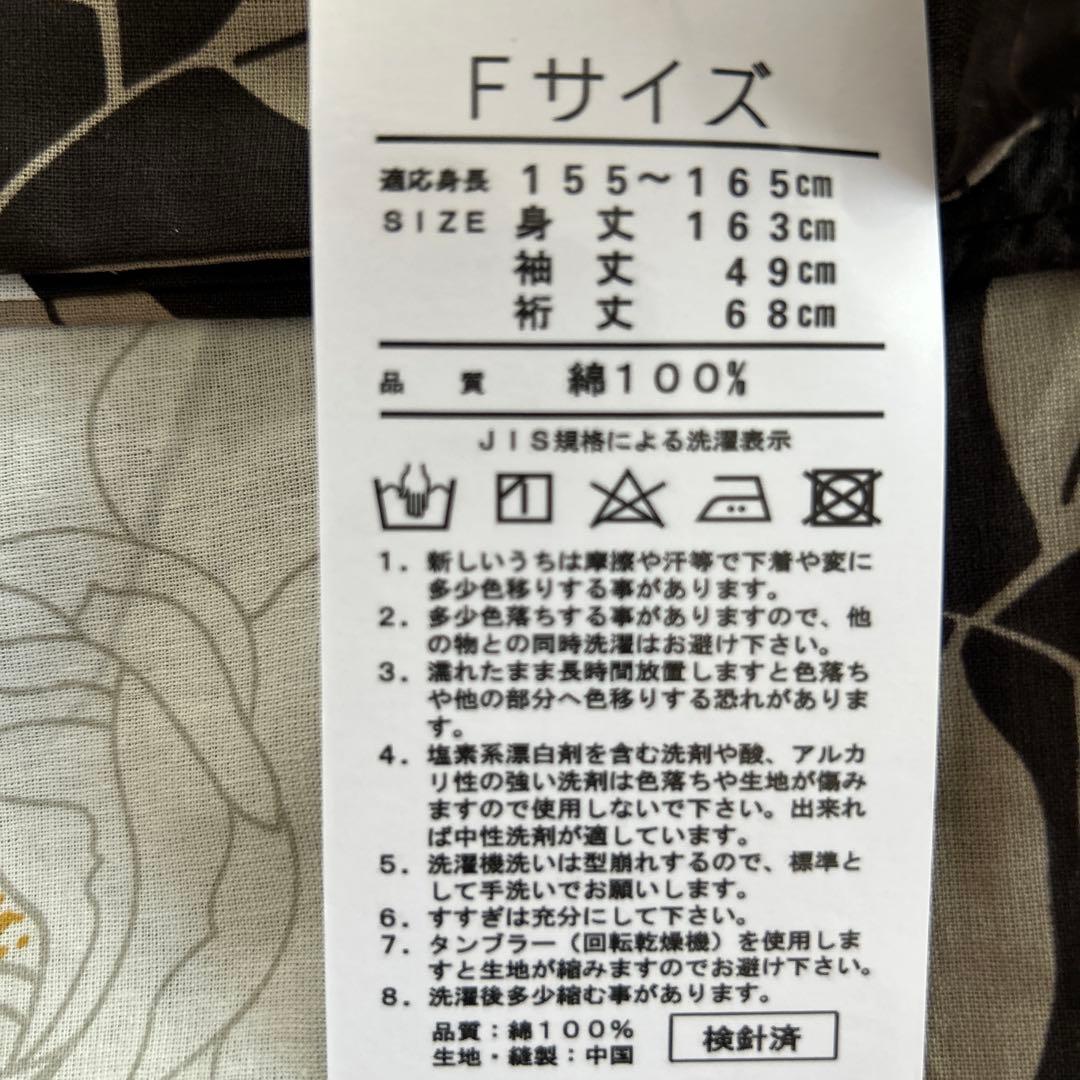 Fサイズ
適応身長 155〜165cm
SIZE 身丈 163cm
袖丈 49cm
裄丈 68cm
品質 綿100%
JIS規格による洗濯表示
1. 新しいうちは摩擦や汗等で下着や変に
多少色移りする事があります。
2. 多少色落ちする事がありますので、他
の物との同時洗濯はお避け下さい。
3. 濡れたまま長時間放置しますと色落ち
や他の部分へ色移りする恐れがありま
す。
4. 塩素系漂白剤を含む洗剤や酸、アルカ
リ性の強い洗剤は色落ちや生地が傷み
ますので使用しないで下さい。出来れ
ば中性洗剤が適しています。
5. 洗濯機洗いは型崩れするので、標準と
して手洗いでお願いします。
6. すすぎは充分にして下さい。
7. タンブラー（回転乾燥機）を使用しま
すと生地が縮みますのでお避け下さい。
8. 洗濯後多少縮む事があります。
品質：綿100%
生地・縫製：中国
検針済